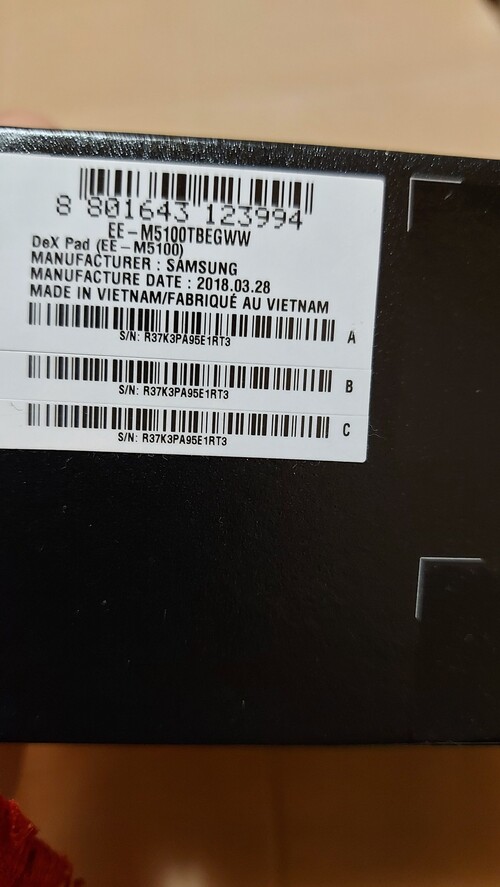 8 801643 123994
EE-M5100TBEGWW
DeX Pad (EE-M5100)
MANUFACTURER : SAMSUNG
MANUFACTURE DATE : 2018.03.28
MADE IN VIETNAM/FABRIQUÉ AU VIETNAM
A
S/N: R37K3PA95E1RT3
B
S/N: R37K3PA95E1RT3
C
S/N: R37K3PA95E1RT3